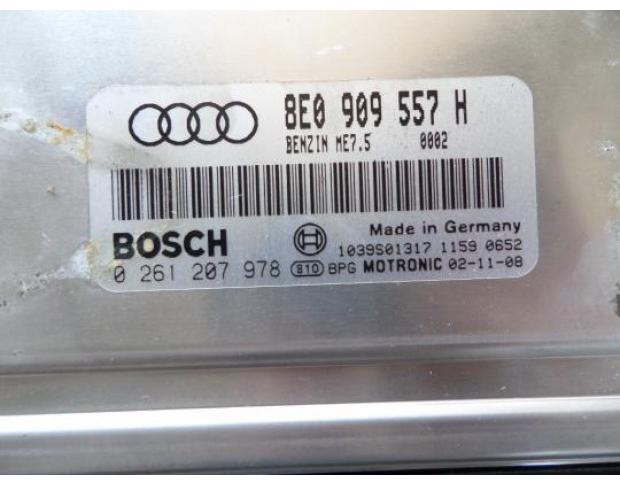 8E0 909 557 H
BENZIN ME7.5 0002
BOSCH Made in Germany
1039S01317 1159 0652
0 261 207 978 810 BPG MOTRONIC 02-11-08